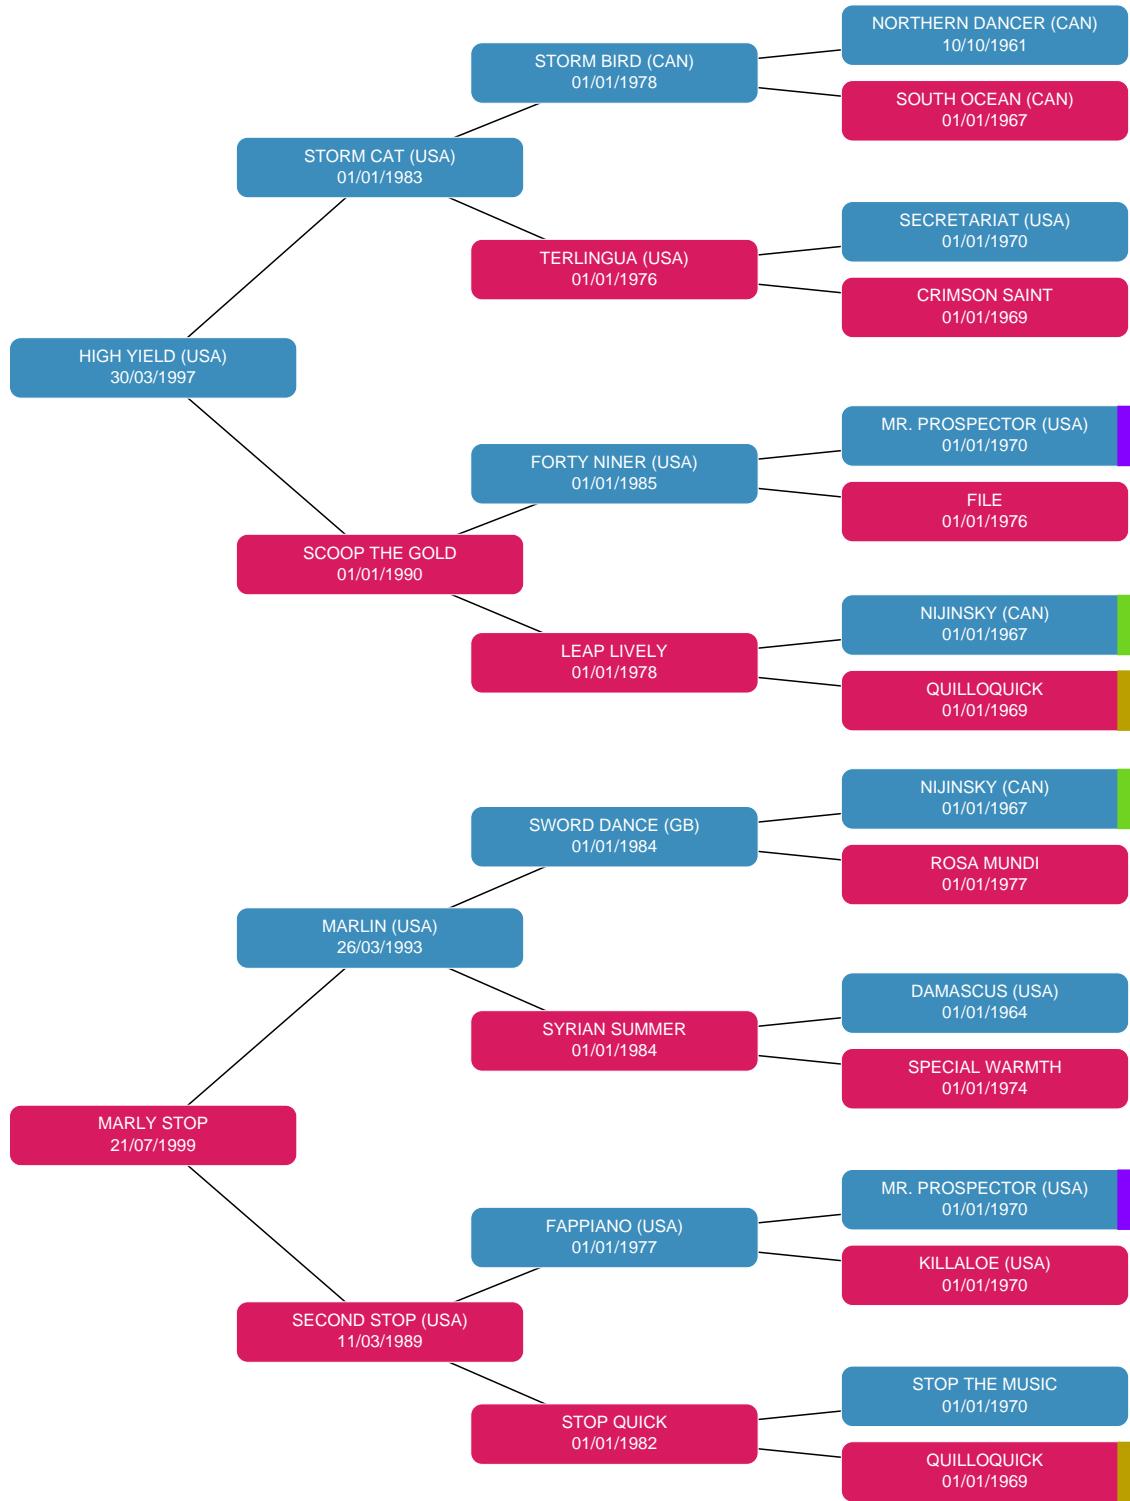 NORTHERN DANCER (CAN)
10/10/1961
STORM BIRD (CAN)
01/01/1978
SOUTH OCEAN (CAN)
01/01/1967
STORM CAT (USA)
01/01/1983
SECRETARIAT (USA)
01/01/1970
TERLINGUA (USA)
01/01/1976
CRIMSON SAINT
01/01/1969
HIGH YIELD (USA)
30/03/1997
MR. PROSPECTOR (USA)
01/01/1970
FORTY NINER (USA)
01/01/1985
FILE
01/01/1976
SCOOP THE GOLD
01/01/1990
NIJINSKY (CAN)
01/01/1967
LEAP LIVELY
01/01/1978
QUILLOQUICK
01/01/1969
NIJINSKY (CAN)
01/01/1967
SWORD DANCE (GB)
01/01/1984
ROSA MUNDI
01/01/1977
MARLIN (USA)
26/03/1993
DAMASCUS (USA)
01/01/1964
SYRIAN SUMMER
01/01/1984
SPECIAL WARMTH
01/01/1974
MARLY STOP
21/07/1999
MR. PROSPECTOR (USA)
01/01/1970
FAPPIANO (USA)
01/01/1977
KILLALOE (USA)
01/01/1970
SECOND STOP (USA)
11/03/1989
STOP THE MUSIC
01/01/1970
STOP QUICK
01/01/1982
QUILLOQUICK
01/01/1969